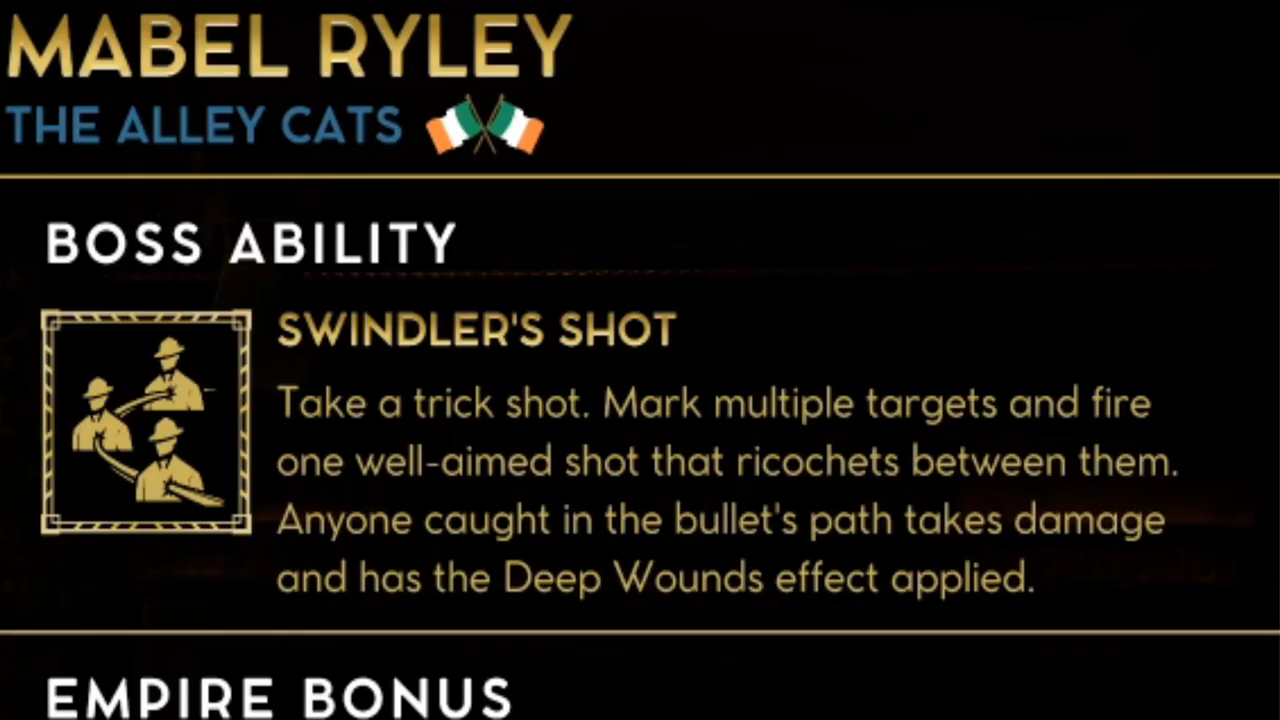 MABEL RYLEY
THE ALLEY CATS
BOSS ABILITY
SWINDLER'S SHOT
Take a trick shot. Mark multiple targets and fire
one well-aimed shot that ricochets between them.
Anyone caught in the bullet's path takes damage
and has the Deep Wounds effect applied.
EMPIRE BONUS